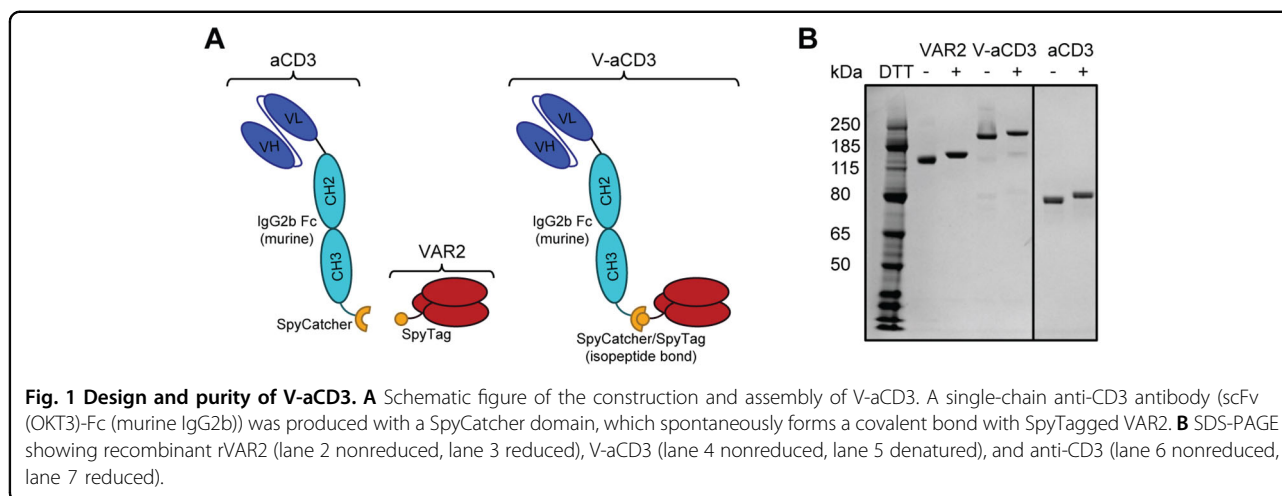 A
B
aCD3
V-aCD3
VL
VH
CH2
IgG2b Fc
(murine)
CH3
VAR2
SpyCatcher
SpyTag
VL
VH
CH2
IgG2b Fc
(murine)
CH3
SpyCatcher/SpyTag
(isopeptide bond)
VAR2 V-aCD3 aCD3
kDa DTT - + - + - +
250
185
115
80
65
50
Fig. 1 Design and purity of V-aCD3. A Schematic figure of the construction and assembly of V-aCD3. A single-chain anti-CD3 antibody (scFv
(OKT3)-Fc (murine IgG2b)) was produced with a SpyCatcher domain, which spontaneously forms a covalent bond with SpyTagged VAR2. B SDS-PAGE
showing recombinant rVAR2 (lane 2 nonreduced, lane 3 reduced), V-aCD3 (lane 4 nonreduced, lane 5 denatured), and anti-CD3 (lane 6 nonreduced,
lane 7 reduced).